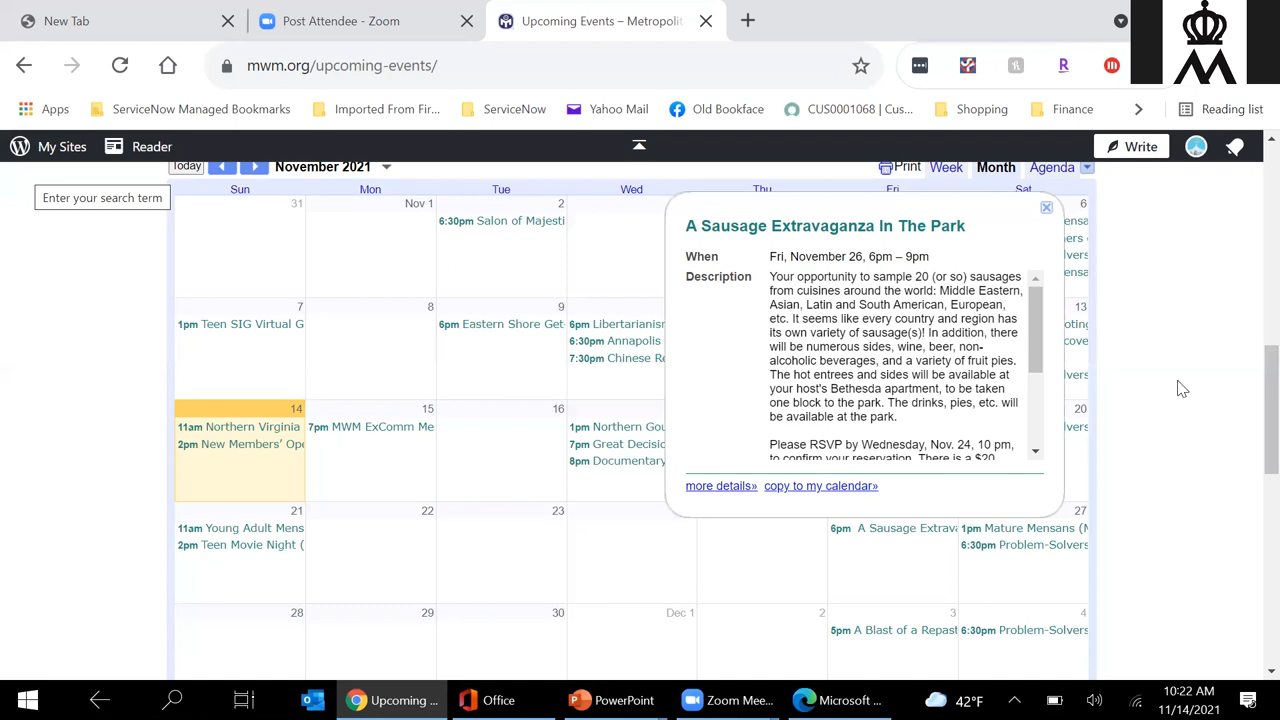 New Tab
Post Attendee - Zoom
Upcoming Events – Metropolit
mwm.org/upcoming-events/
Apps
ServiceNow Managed Bookmarks
Imported From Fir...
ServiceNow
Yahoo Mail
Old Bookface
CUS0001068 | Cus...
Shopping
Finance
Reading list
My Sites
Reader
Write
Today
November 2021
Print
Week
Month
Agenda
Enter your search term
Sun
Mon
Tue
Wed
Thu
Fri
Sat
31
Nov 1
2
6
6:30pm Salon of Majesti
A Sausage Extravaganza In The Park
When
Fri, November 26, 6pm – 9pm
Description
Your opportunity to sample 20 (or so) sausages
from cuisines around the world: Middle Eastern,
Asian, Latin and South American, European,
etc. It seems like every country and region has
its own variety of sausage(s)! In addition, there
will be numerous sides, wine, beer, non-
alcoholic beverages, and a variety of fruit pies.
The hot entrees and sides will be available at
your host's Bethesda apartment, to be taken
one block to the park. The drinks, pies, etc. will
be available at the park.
Please RSVP by Wednesday, Nov. 24, 10 pm,
to confirm your reservation. There is a $20
more details»
copy to my calendar»
7
8
9
13
1pm Teen SIG Virtual G
6pm Eastern Shore Get-
6pm Libertarianism
6:30pm Annapolis
7:30pm Chinese Re
14
15
16
20
11am Northern Virginia
7pm MWM ExComm Me
1pm Northern Gou
2pm New Members' Ope
7pm Great Decisio
8pm Documentary
21
22
23
27
11am Young Adult Mens
6pm A Sausage Extrava
1pm Mature Mensans (M
2pm Teen Movie Night (
6:30pm Problem-Solvers
28
29
30
Dec 1
2
3
4
5pm A Blast of a Repast
6:30pm Problem-Solvers
Upcoming ...
Office
PowerPoint
Zoom Mee...
Microsoft ...
42°F
10:22 AM
11/14/2021